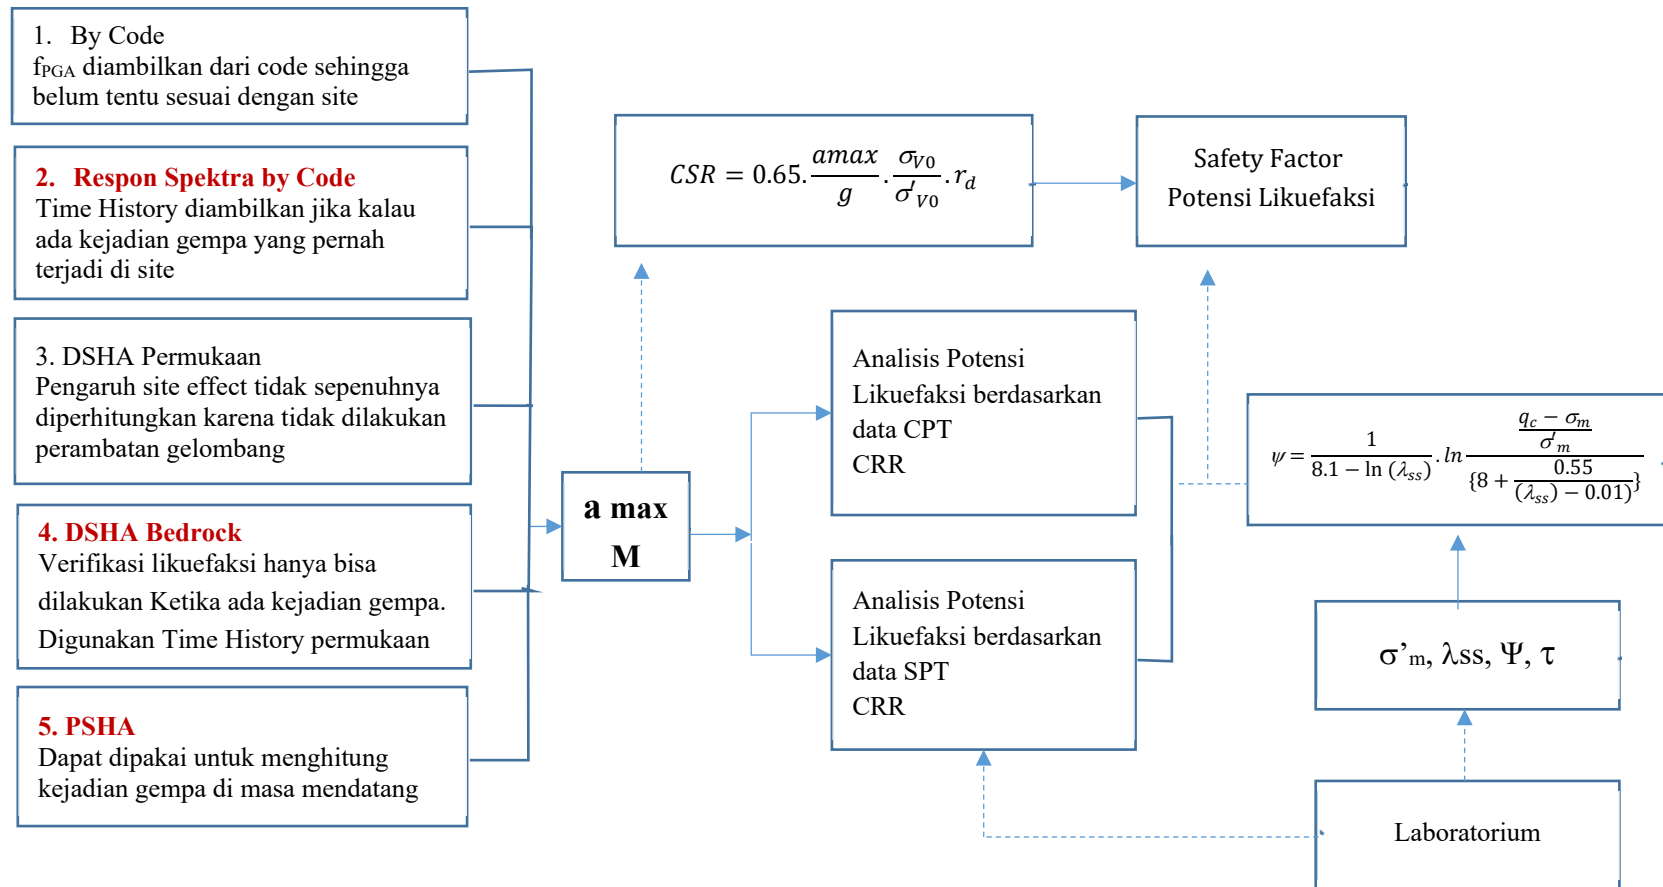 1. By Code
fPGA diambilkan dari code sehingga
belum tentu sesuai dengan site
2. Respon Spektra by Code
Time History diambilkan jika kalau
ada kejadian gempa yang pernah
terjadi di site
3. DSHA Permukaan
Pengaruh site effect tidak sepenuhnya
diperhitungkan karena tidak dilakukan
perambatan gelombang
4. DSHA Bedrock
Verifikasi likuefaksi hanya bisa
dilakukan Ketika ada kejadian gempa.
Digunakan Time History permukaan
5. PSHA
Dapat dipakai untuk menghitung
kejadian gempa di masa mendatang
a max
M
CSR = 0.65. amax/g . σV0/σ′V0 . rd
Safety Factor
Potensi Likuefaksi
Analisis Potensi
Likuefaksi berdasarkan
data CPT
CRR
Analisis Potensi
Likuefaksi berdasarkan
data SPT
CRR
ψ = 1/(8.1 − ln (λss)) . ln ((qc − σm)/σ′m)/({8 + 0.55/((λss) − 0.01)}) .
σ’m, λss, Ψ, τ
Laboratorium